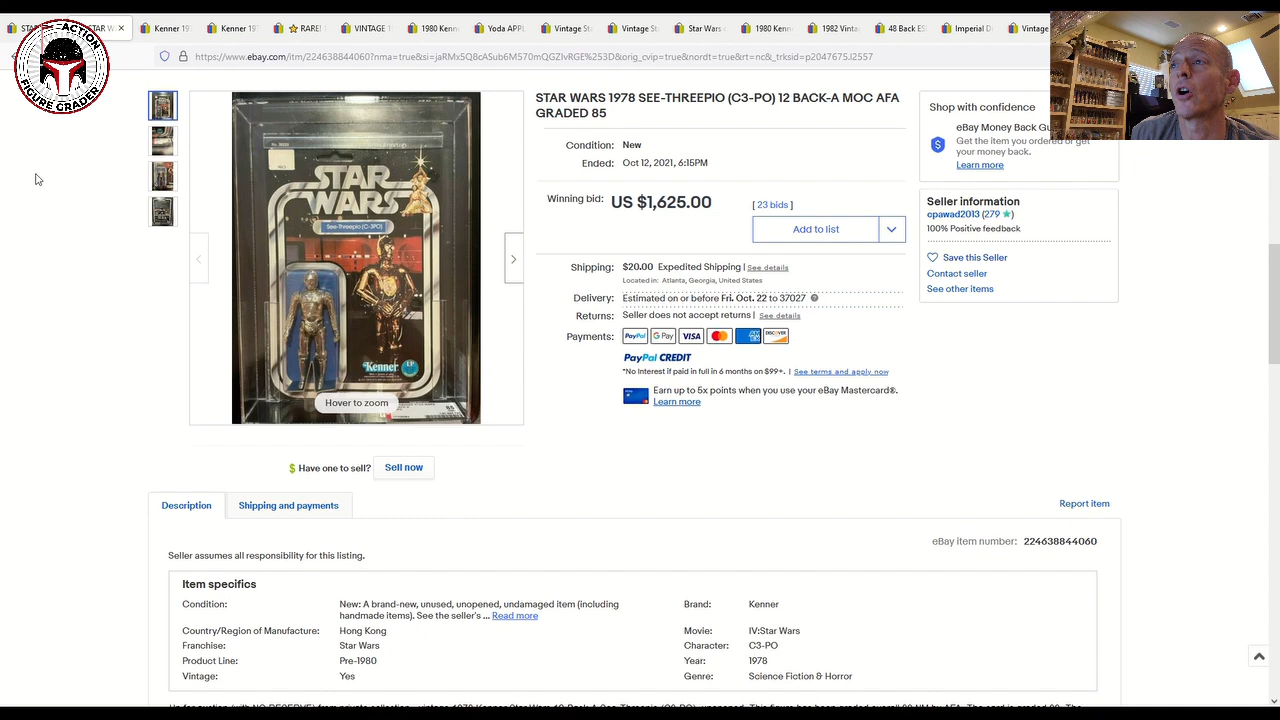 STAR
Kenner 197
Kenner 197
RARE!
VINTAGE
1980 Kenn
Yoda APPL
Vintage Sta
Vintage Sta
Star Wars
1980 Kenn
1982 Vinta
48 Back ES
Imperial D
Vintage
ACTION
FIGURE GRADER
https://www.ebay.com/itm/224638844060?nma=true&si=jaRMx5Q8cASub6M570mQGZIvRGE%253D&orig_cvip=true&nordt=true&rt=nc&_trksid=p2047675.l2557
STAR WARS 1978 SEE-THREEPIO (C3-PO) 12 BACK-A MOC AFA
GRADED 85
Condition: New
Ended: Oct 12, 2021, 6:15PM
Winning bid: US $1,625.00 [ 23 bids ]
Add to list
Shipping: $20.00 Expedited Shipping | See details
Located in: Atlanta, Georgia, United States
Delivery: Estimated on or before Fri. Oct. 22 to 37027
Returns: Seller does not accept returns | See details
Payments: PayPal G Pay VISA DISCOVER
PayPal CREDIT
*No Interest if paid in full in 6 months on $99+. | See terms and apply now
Earn up to 5x points when you use your eBay Mastercard®.
Learn more
Shop with confidence
eBay Money Back Gu
Get the item you ordered or get
your money back.
Learn more
Seller information
cpawad2013 (279 )
100% Positive feedback
Save this Seller
Contact seller
See other items
STAR
WARS
See-Threepio (C-3PO)
Kenner
Hover to zoom
Have one to sell? Sell now
Description
Shipping and payments
Report item
eBay item number: 224638844060
Seller assumes all responsibility for this listing.
Item specifics
Condition: New: A brand-new, unused, unopened, undamaged item (including
handmade items). See the seller's ... Read more
Brand: Kenner
Country/Region of Manufacture: Hong Kong
Movie: IV:Star Wars
Franchise: Star Wars
Character: C3-PO
Product Line: Pre-1980
Year: 1978
Vintage: Yes
Genre: Science Fiction & Horror